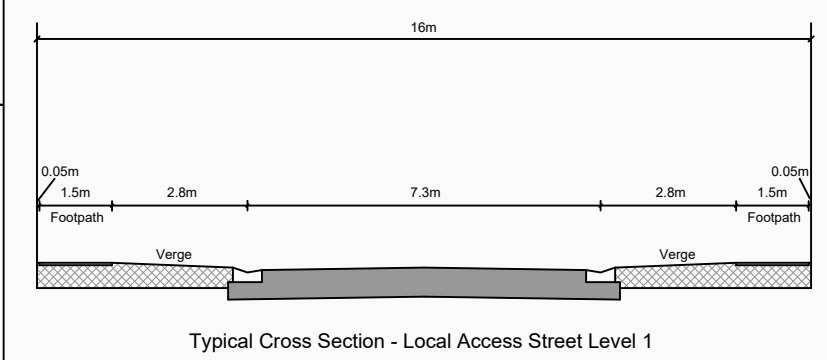 16m
0.05m 0.05m
1.5m 2.8m 7.3m 2.8m 1.5m
Footpath Footpath
Verge Verge
Typical Cross Section - Local Access Street Level 1